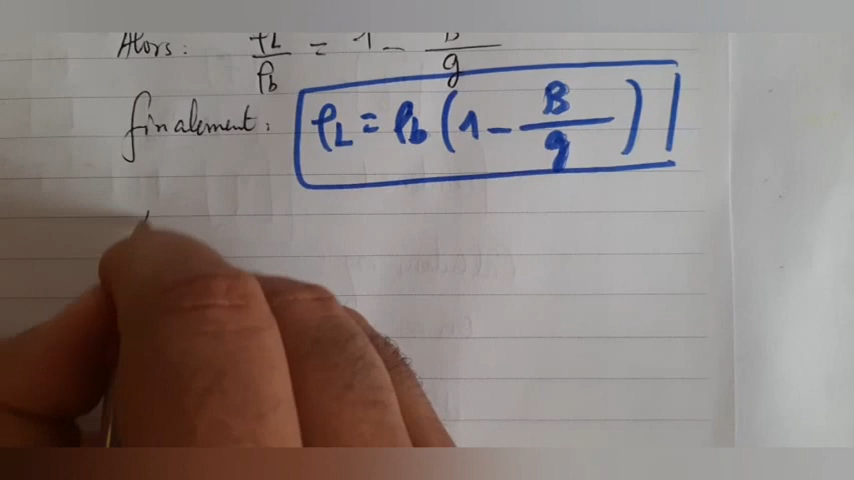 Alors: ρL/ρb = 1 - B/g
finalement: ρL = ρb (1 - B/g)